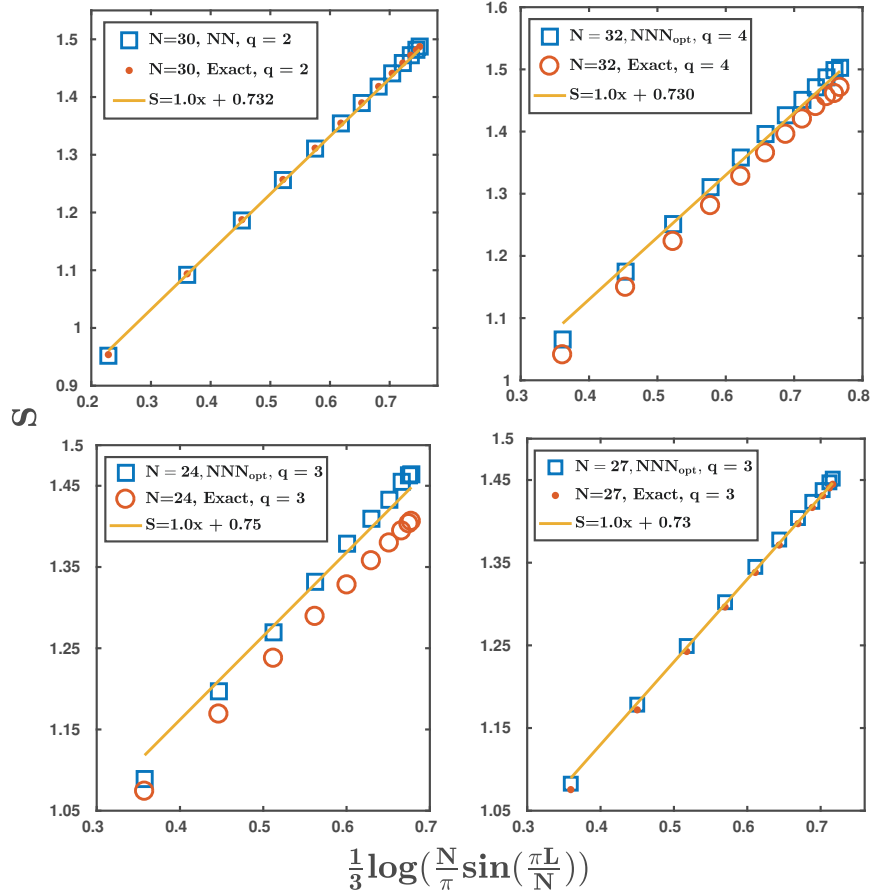 N=30, NN, q = 2
N=30, Exact, q = 2
S=1.0x + 0.732
1.5
1.4
1.3
1.2
1.1
1
0.9
0.2 0.3 0.4 0.5 0.6 0.7
N = 32, NNN_opt, q = 4
N=32, Exact, q = 4
S=1.0x + 0.730
1.6
1.5
1.4
1.3
1.2
1.1
1
0.3 0.4 0.5 0.6 0.7 0.8
S
N = 24, NNN_opt, q = 3
N=24, Exact, q = 3
S=1.0x + 0.75
1.5
1.45
1.35
1.25
1.15
1.05
0.3 0.4 0.5 0.6 0.7
N = 27, NNN_opt, q = 3
N=27, Exact, q = 3
S=1.0x + 0.73
1.5
1.45
1.35
1.25
1.15
1.05
0.3 0.4 0.5 0.6 0.7
1/3 log(N/π sin(πL/N))